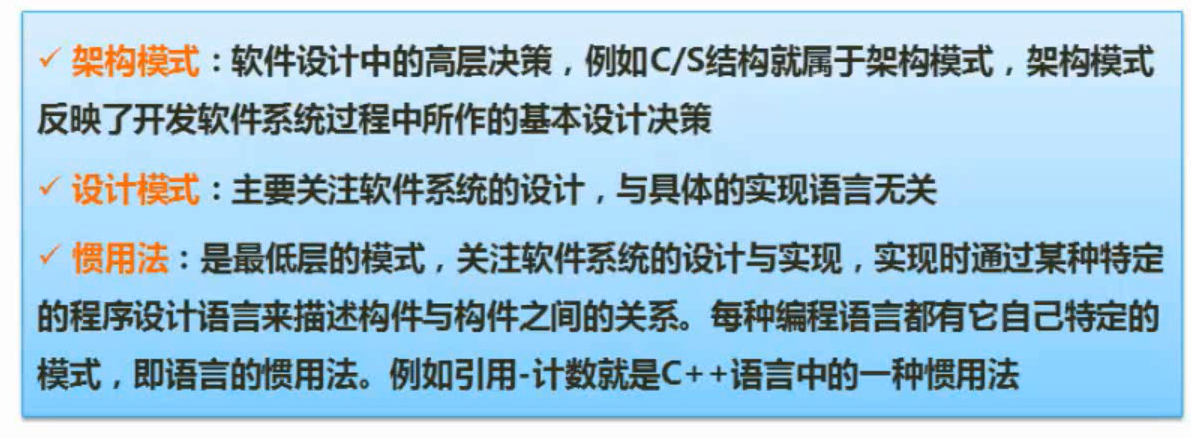 ✓ 架构模式：软件设计中的高层决策，例如C/S结构就属于架构模式，架构模式
反映了开发软件系统过程中所作的基本设计决策
✓ 设计模式：主要关注软件系统的设计，与具体的实现语言无关
✓ 惯用法：是最低层的模式，关注软件系统的设计与实现，实现时通过某种特定
的程序设计语言来描述构件与构件之间的关系。每种编程语言都有它自己特定的
模式，即语言的惯用法。例如引用-计数就是C++语言中的一种惯用法